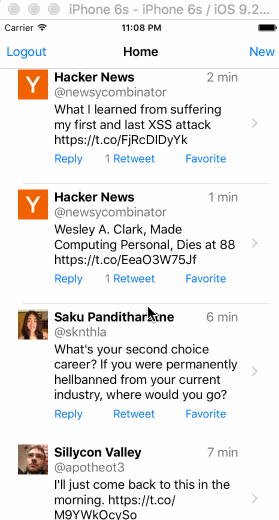 iPhone 6s - iPhone 6s / iOS 9.2...
Carrier 11:08 PM
Logout Home New
Hacker News 2 min
@newsycombinator
What I learned from suffering
my first and last XSS attack
https://t.co/FjRcDIDyYk
Reply 1 Retweet Favorite
Hacker News 1 min
@newsycombinator
Wesley A. Clark, Made
Computing Personal, Dies at 88
https://t.co/EeaO3W75Jf
Reply 1 Retweet Favorite
Saku 6 min
@sknthla
What's your second choice
career? If you were permanently
hellbanned from your current
industry, where would you go?
Reply Retweet Favorite
Sillycon Valley 7 min
@apotheot3
I'll just come back to this in the
morning. https://t.co/
M9YWkOcySo